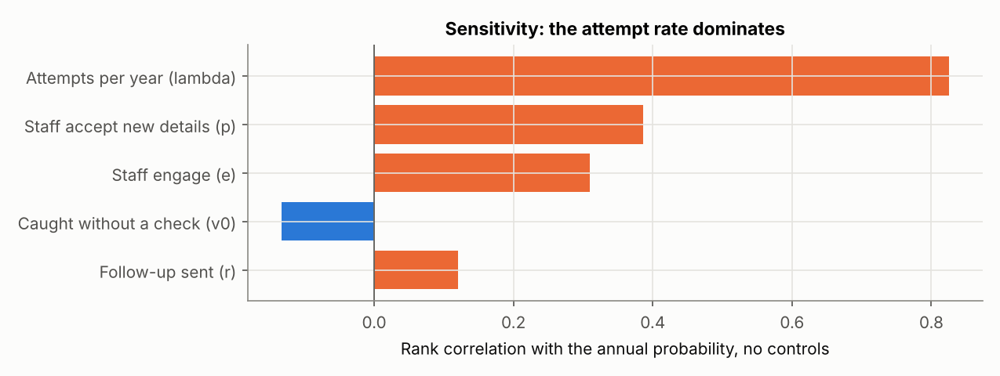 Sensitivity: the attempt rate dominates
Attempts per year (lambda)
Staff accept new details (p)
Staff engage (e)
Caught without a check (v0)
Follow-up sent (r)
0.0 0.2 0.4 0.6 0.8
Rank correlation with the annual probability, no controls